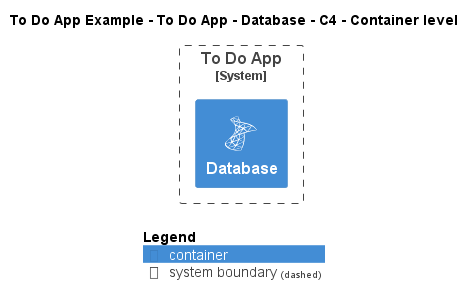 To Do App Example - To Do App - Database - C4 - Container level
To Do App
[System]
Database
Legend
container
system boundary (dashed)